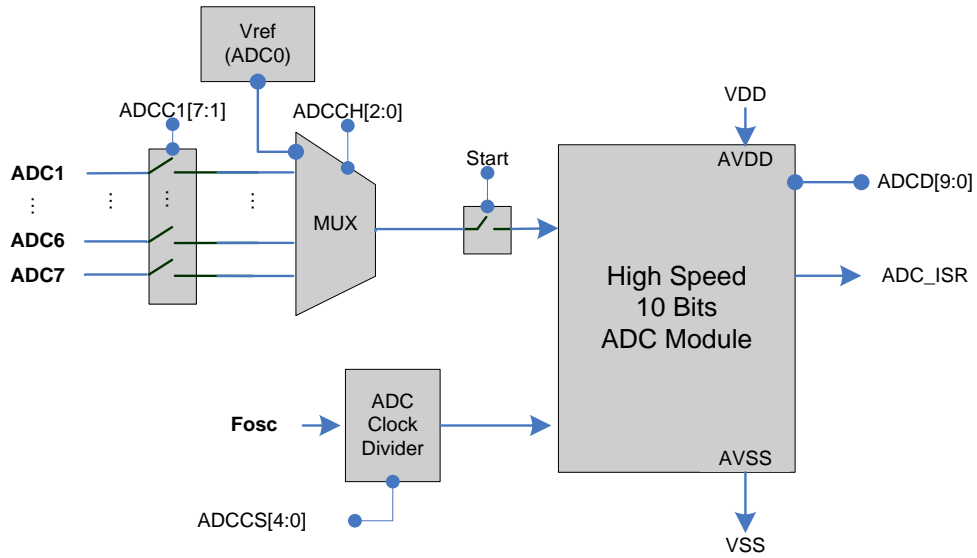 Vref
(ADC0)
ADCC1[7:1]
ADCCH[2:0]
VDD
Start
AVDD
ADC1
ADCD[9:0]
...
...
...
MUX
ADC6
ADC7
High Speed
10 Bits
ADC Module
ADC_ISR
Fosc
ADC
Clock
Divider
AVSS
ADCCS[4:0]
VSS